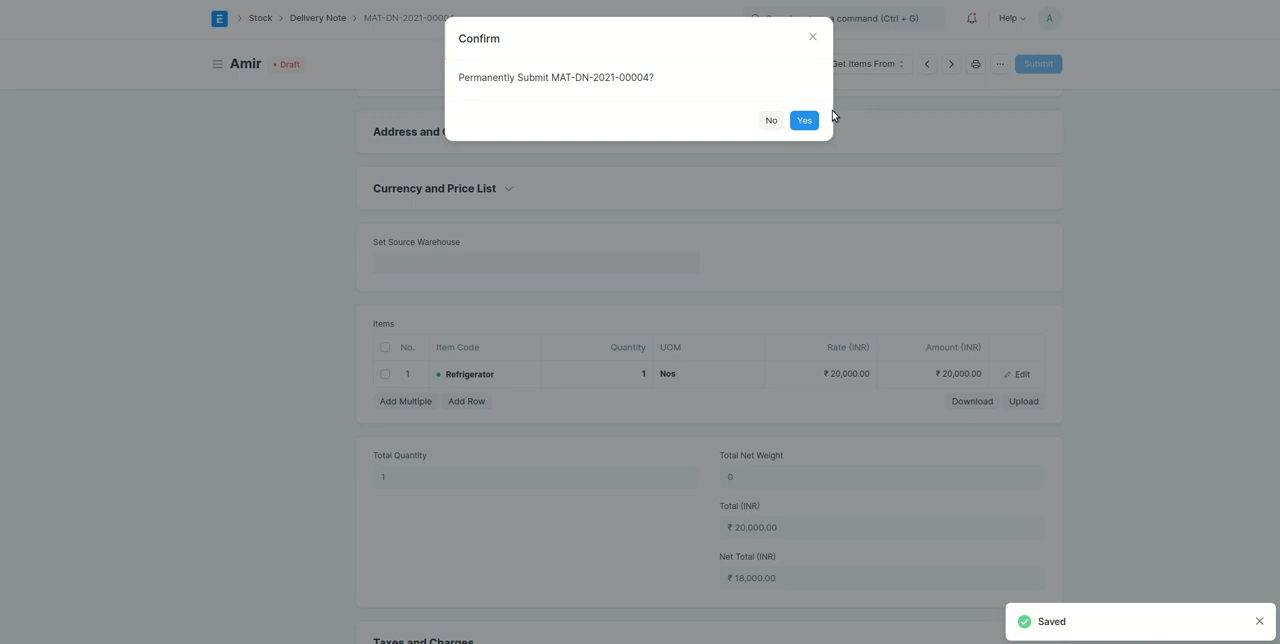 E
Stock
Delivery Note
MAT-DN-2021-0000
a command (Ctrl + G)
Help
A
Amir
Draft
Get Items From
Submit
Confirm
Permanently Submit MAT-DN-2021-00004?
No
Yes
Address and
Currency and Price List
Set Source Warehouse
Items
No. Item Code Quantity UOM Rate (INR) Amount (INR)
1 Refrigerator 1 Nos ₹ 20,000.00 ₹ 20,000.00 Edit
Add Multiple Add Row Download Upload
Total Quantity
1
Total Net Weight
0
Total (INR)
₹ 20,000.00
Net Total (INR)
₹ 18,000.00
Taxes and Charges
Saved